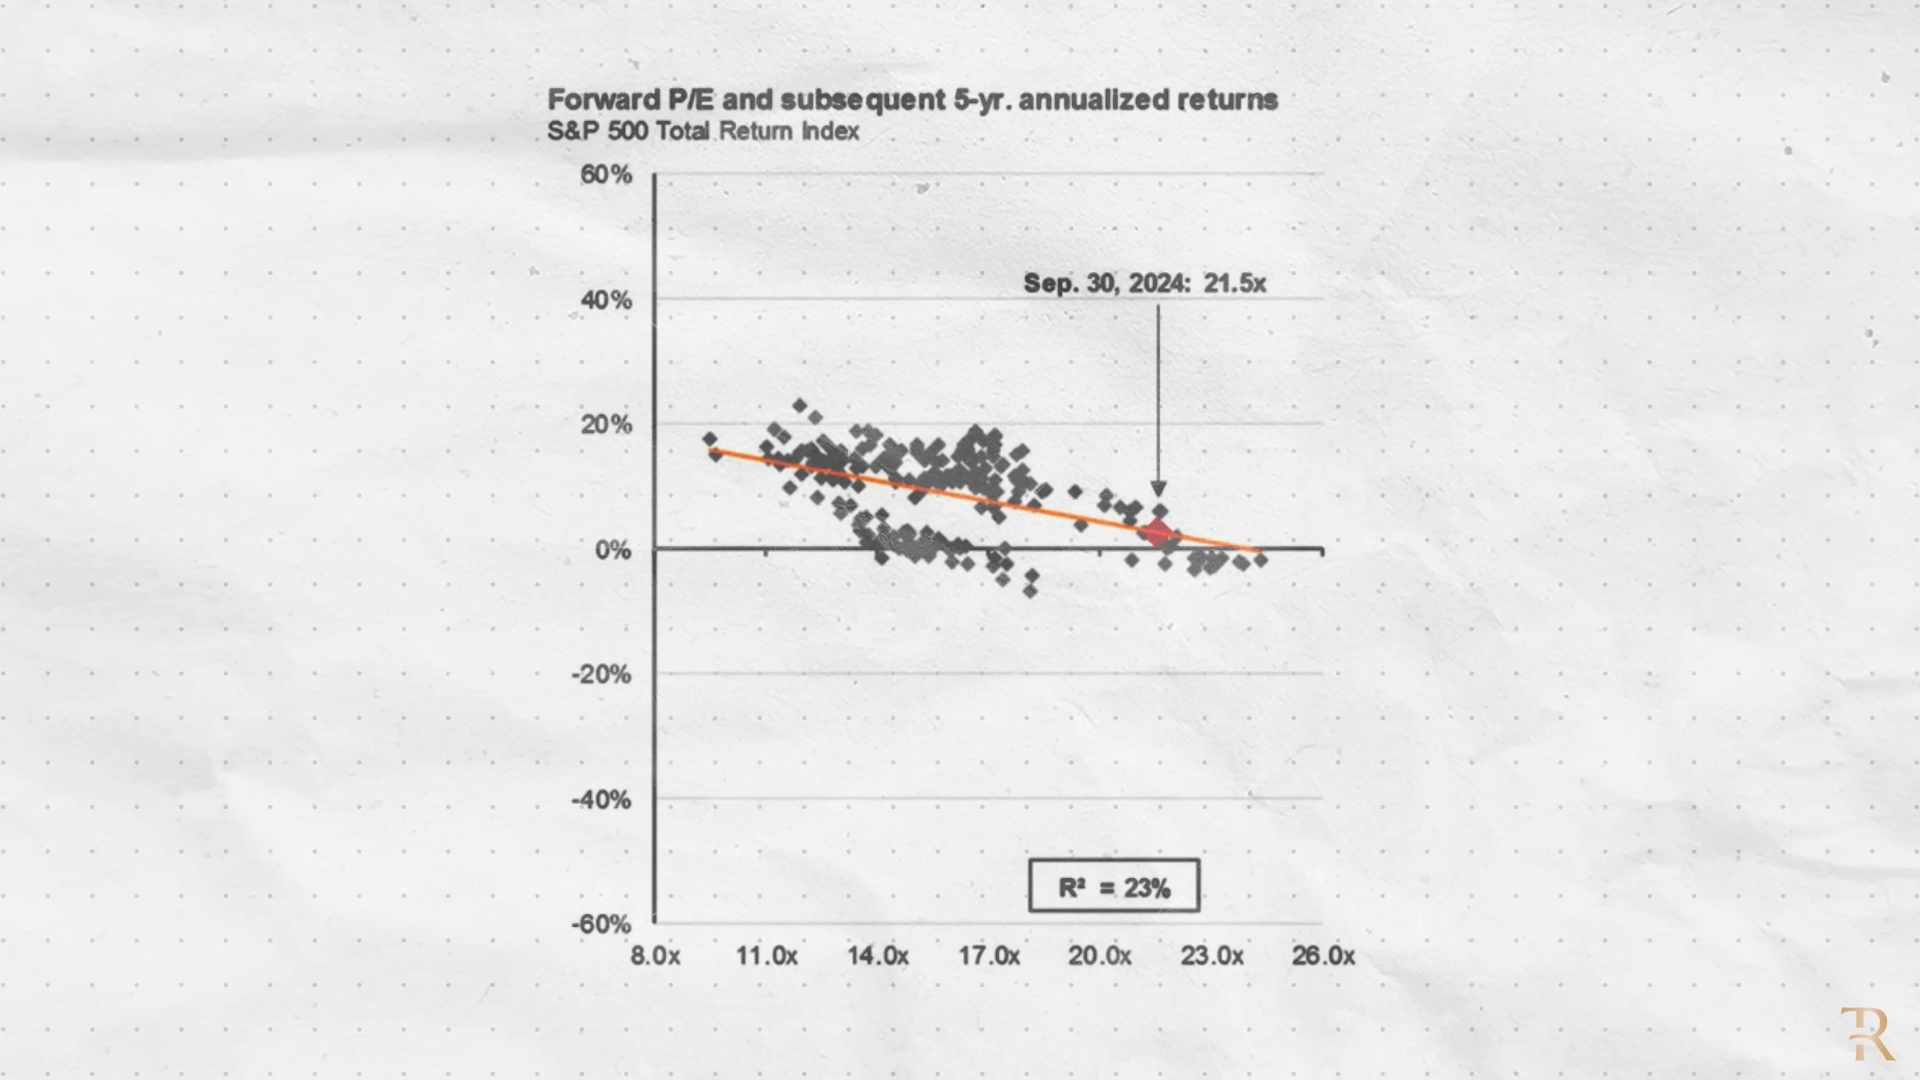 Forward P/E and subsequent 5-yr. annualized returns
S&P 500 Total Return Index
60%
Sep. 30, 2024: 21.5x
40%
20%
0%
-20%
-40%
R² = 23%
-60%
8.0x 11.0x 14.0x 17.0x 20.0x 23.0x 26.0x
R